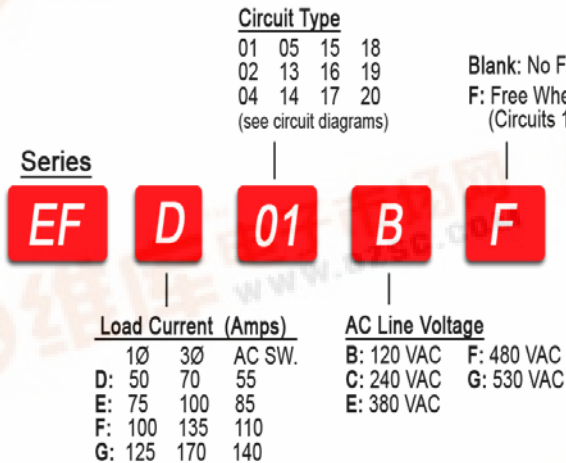 Circuit Type
01 05 15 18
02 13 16 19
04 14 17 20
(see circuit diagrams)
Blank: No
F: Free
(Circuits
Series
EF D 01 B F
Load Current (Amps)
1Ø 3Ø AC SW.
D: 50 70 55
E: 75 100 85
F: 100 135 110
G: 125 170 140
AC Line Voltage
B: 120 VAC F: 480 VAC
C: 240 VAC G: 530 VAC
E: 380 VAC